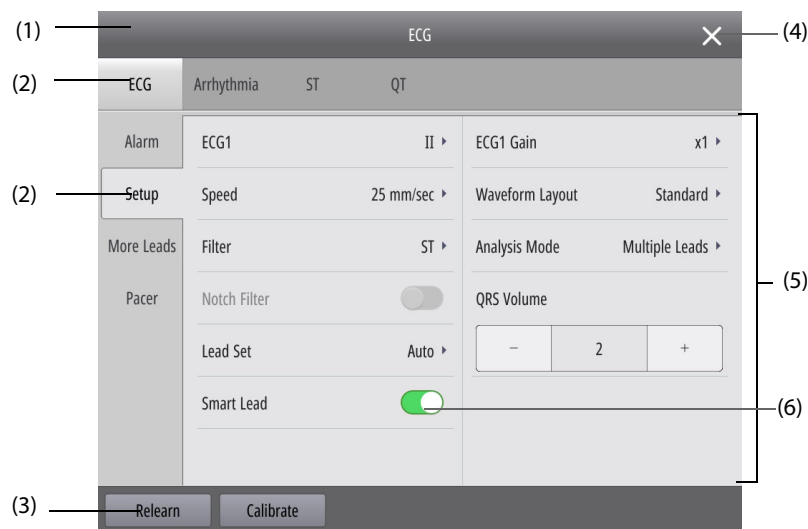 (1) ECG (4)
(2) ECG Arrhythmia ST QT
Alarm ECG1 II ECG1 Gain x1
(2) Setup Speed 25 mm/sec Waveform Layout Standard
More Leads Filter ST Analysis Mode Multiple Leads
(5)
Pacer Notch Filter QRS Volume
Lead Set Auto - 2 +
Smart Lead (6)
(3) Relearn Calibrate